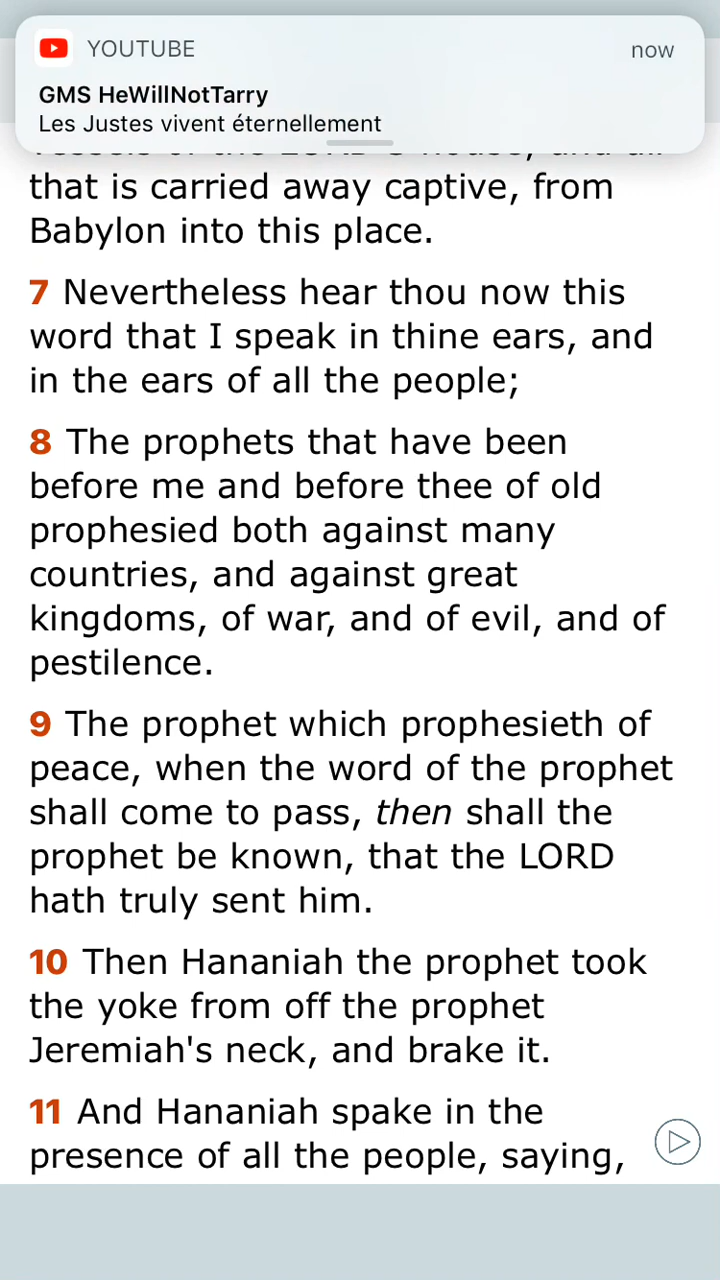 YOUTUBE
now
GMS HeWillNotTarry
Les Justes vivent éternellement
that is carried away captive, from
Babylon into this place.
7 Nevertheless hear thou now this
word that I speak in thine ears, and
in the ears of all the people;
8 The prophets that have been
before me and before thee of old
prophesied both against many
countries, and against great
kingdoms, of war, and of evil, and of
pestilence.
9 The prophet which prophesieth of
peace, when the word of the prophet
shall come to pass, then shall the
prophet be known, that the LORD
hath truly sent him.
10 Then Hananiah the prophet took
the yoke from off the prophet
Jeremiah's neck, and brake it.
11 And Hananiah spake in the
presence of all the people, saying,